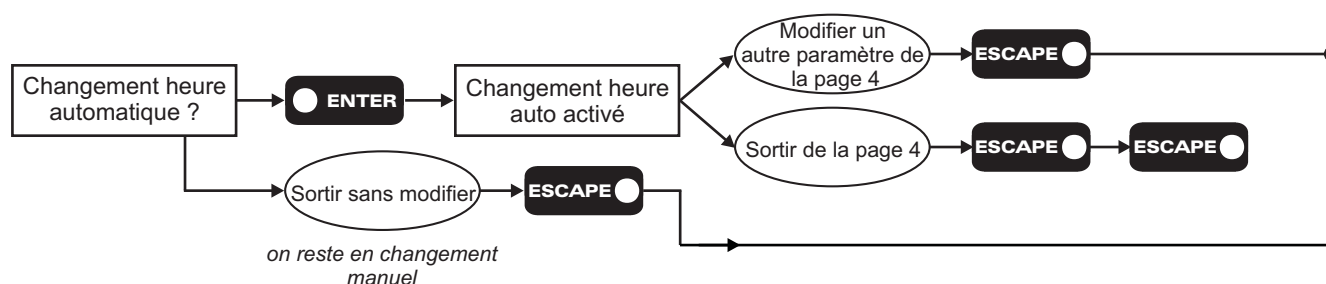 Changement heure
automatique ?
ENTER
Changement heure
auto activé
Modifier un
autre paramètre de
la page 4
ESCAPE
Sortir de la page 4
ESCAPE
ESCAPE
Sortir sans modifier
ESCAPE
on reste en changement
manuel